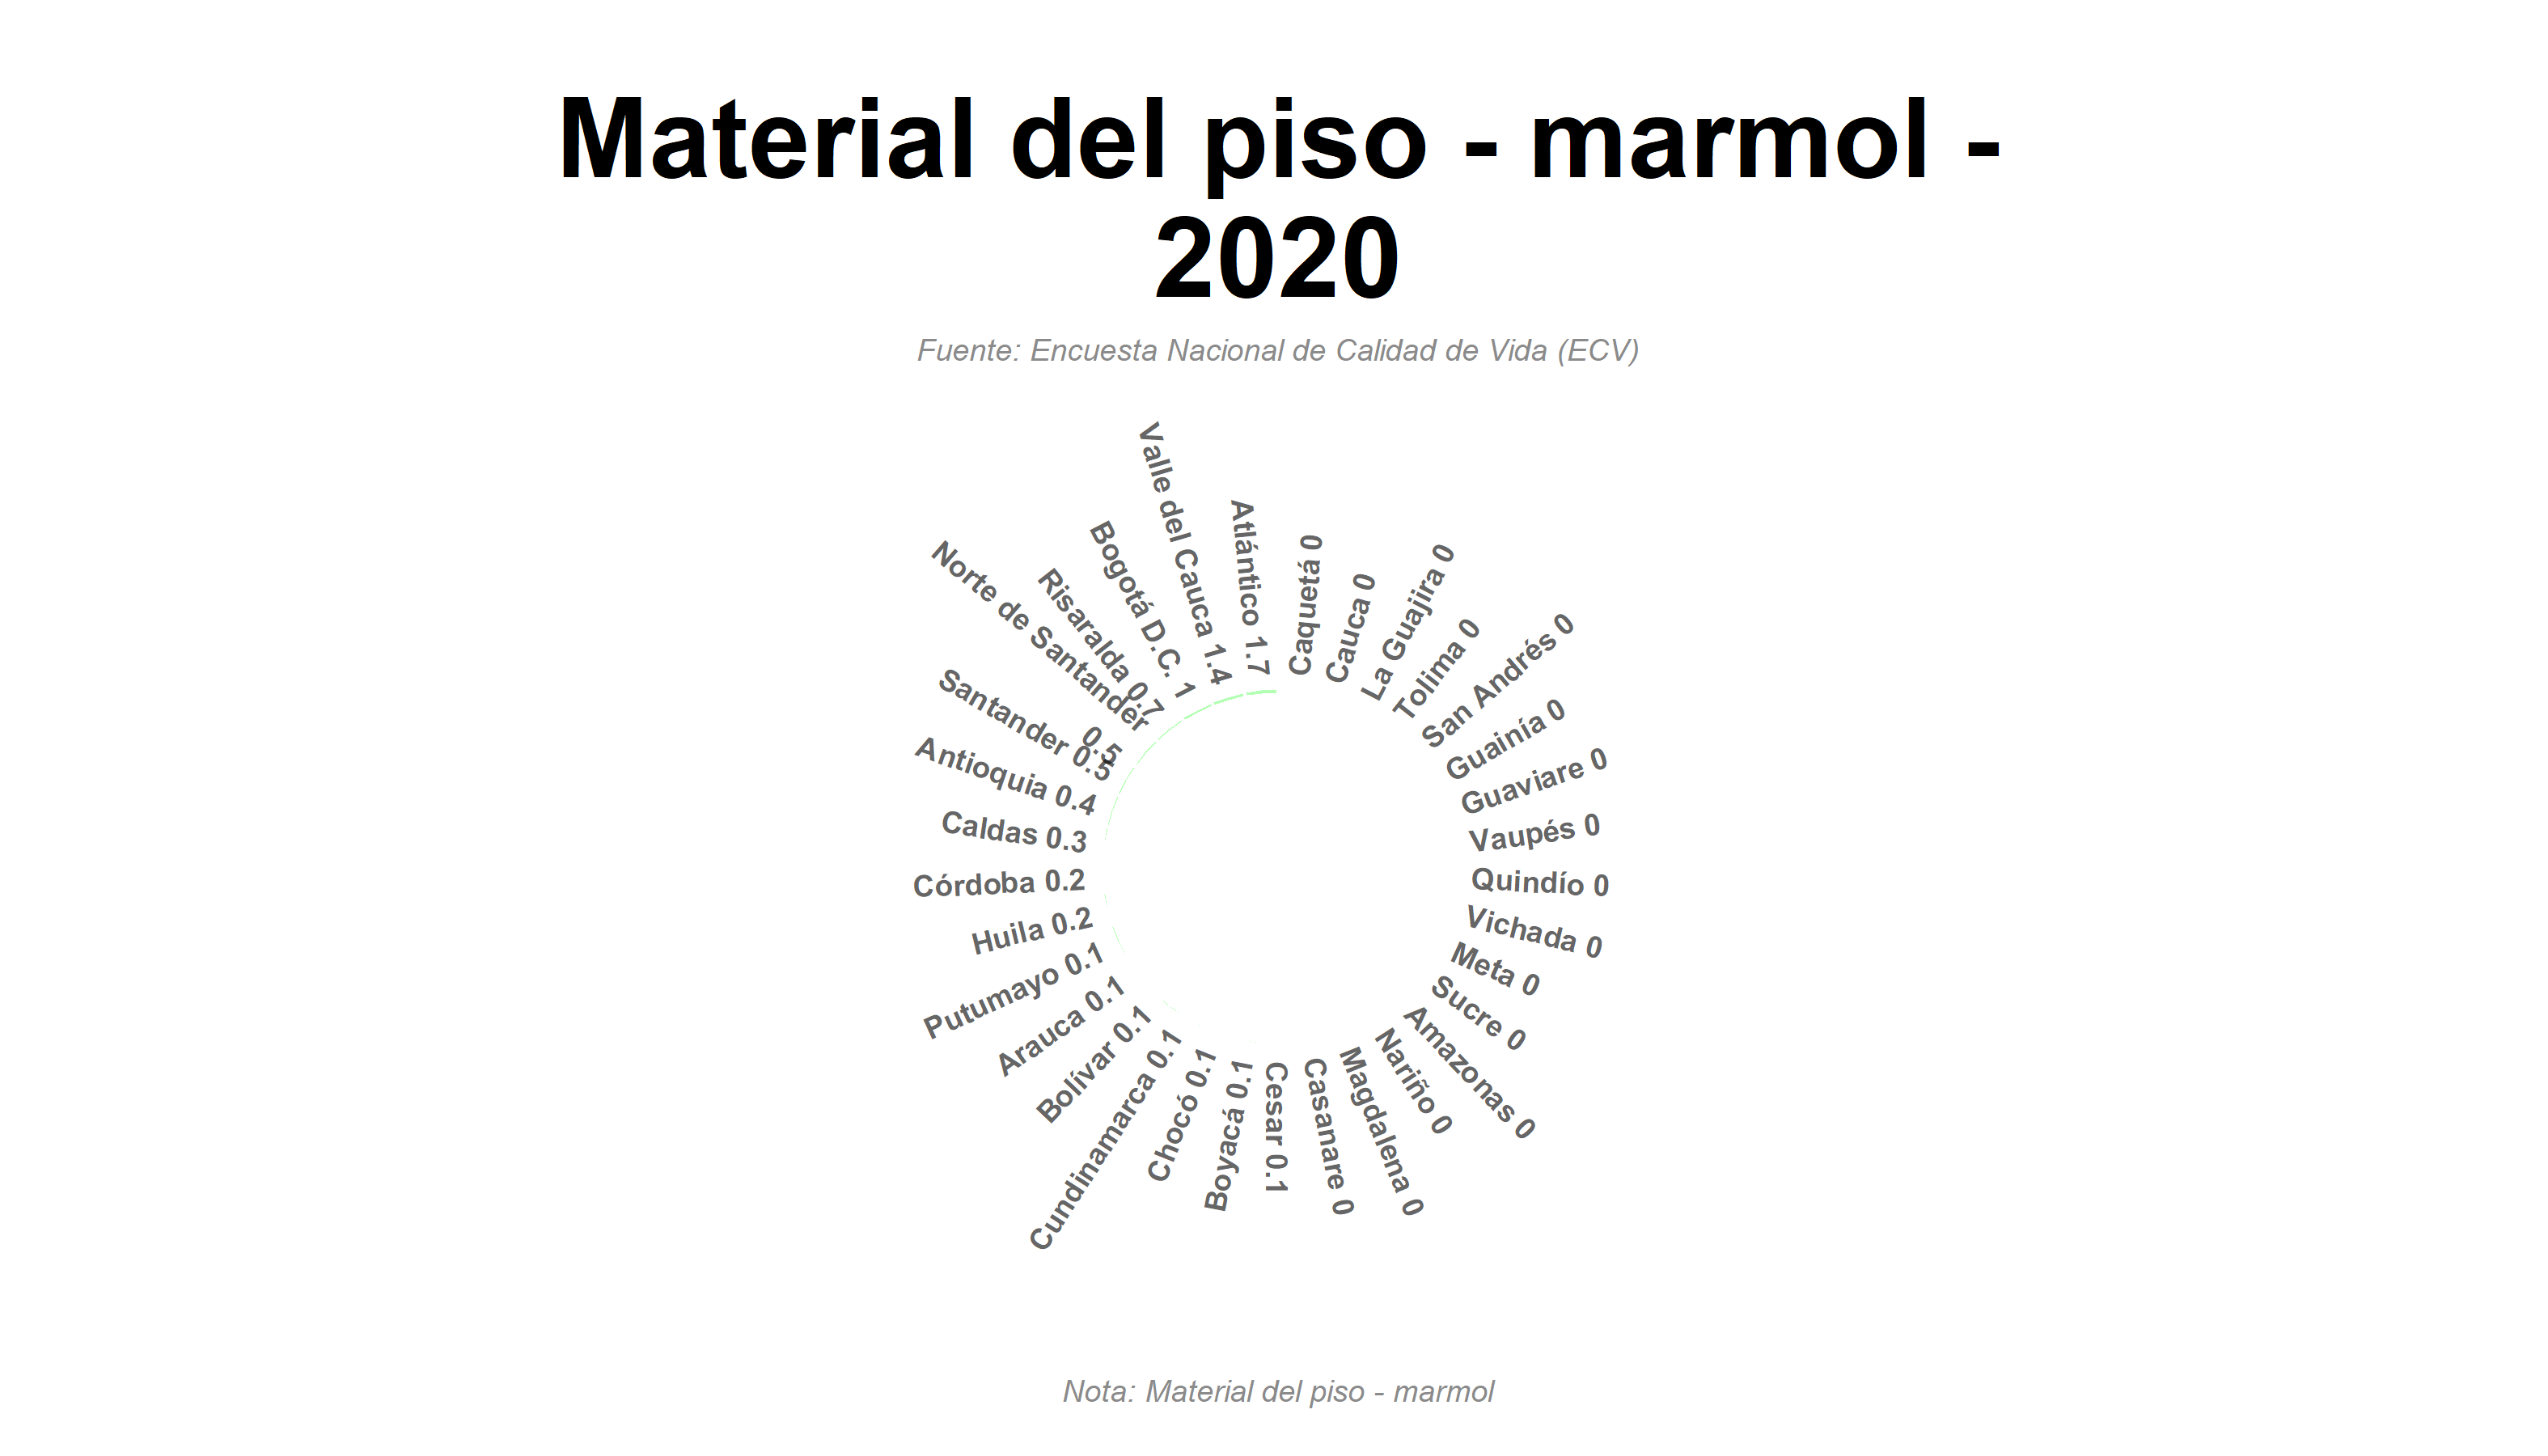 Material del piso - marmol -
2020
Fuente: Encuesta Nacional de Calidad de Vida (ECV)
Caquetá 0
Cauca 0
La Guajira 0
Tolima 0
San Andrés 0
Guainía 0
Guaviare 0
Vaupés 0
Quindío 0
Vichada 0
Meta 0
Sucre 0
Amazonas 0
Nariño 0
Magdalena 0
Casanare 0
Cesar 0.1
Boyacá 0.1
Chocó 0.1
Cundinamarca 0.1
Bolívar 0.1
Arauca 0.1
Putumayo 0.1
Huila 0.2
Córdoba 0.2
Caldas 0.3
Antioquia 0.4
Santander 0.5
Norte de Santander
0.5
Risaralda 0.7
Bogotá D.C. 1
Valle del Cauca 1.4
Atlántico 1.7
Nota: Material del piso - marmol